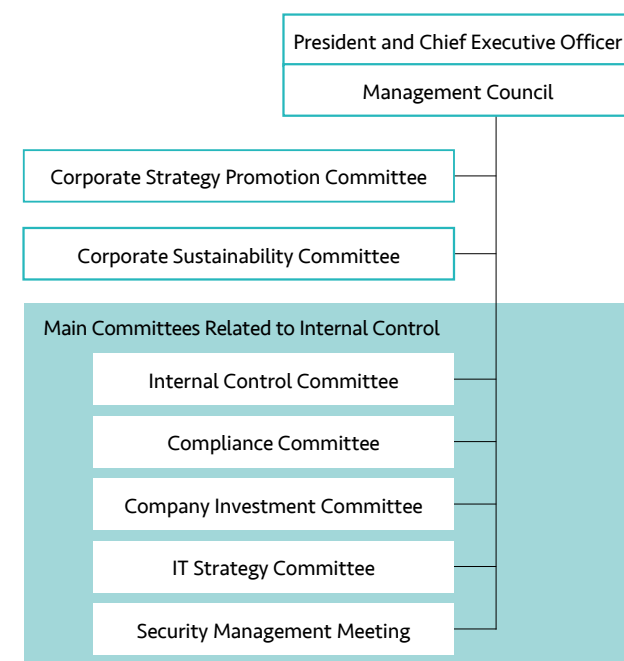 President and Chief Executive Officer
Management Council
Corporate Strategy Promotion Committee
Corporate Sustainability Committee
Main Committees Related to Internal Control
Internal Control Committee
Compliance Committee
Company Investment Committee
IT Strategy Committee
Security Management Meeting